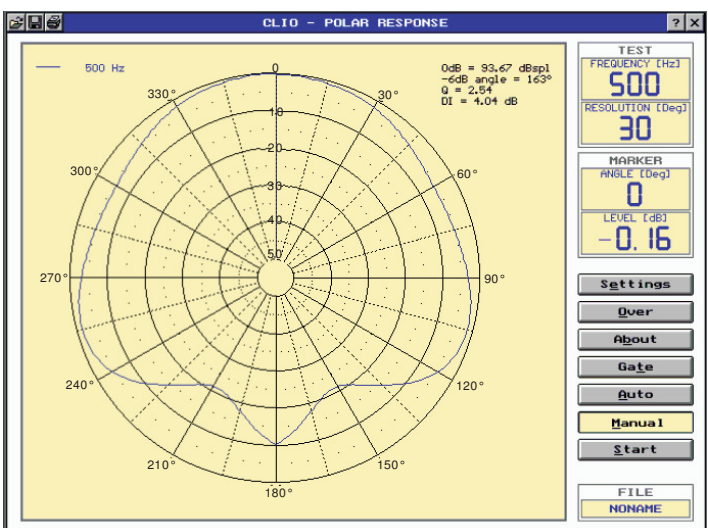 CLIO - POLAR RESPONSE
? ×
500 Hz
0dB = 93.67 dBspl
-6dB angle = 163°
Q = 2.54
DI = 4.04 dB
0
10
20
30
40
50
30°
60°
90°
120°
150°
180°
210°
240°
270°
300°
330°
TEST
FREQUENCY [Hz]
500
RESOLUTION [Deg]
30
MARKER
ANGLE [Deg]
0
LEVEL [dB]
-0.16
Settings
Over
About
Gate
Auto
Manual
Start
FILE
NONAME